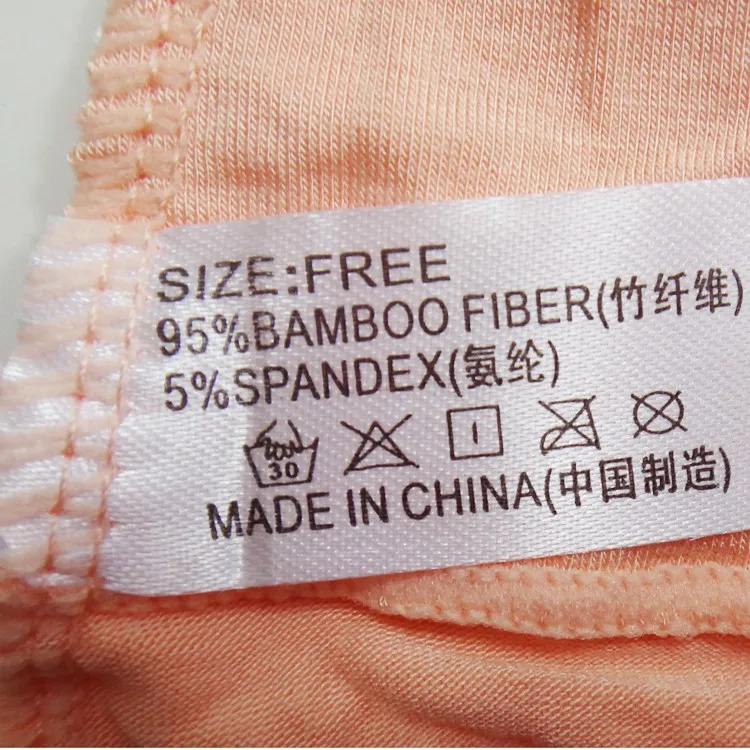 SIZE:FREE
95%BAMBOO FIBER(竹纤维)
5%SPANDEX(氨纶)
30
MADE IN CHINA(中国制造)